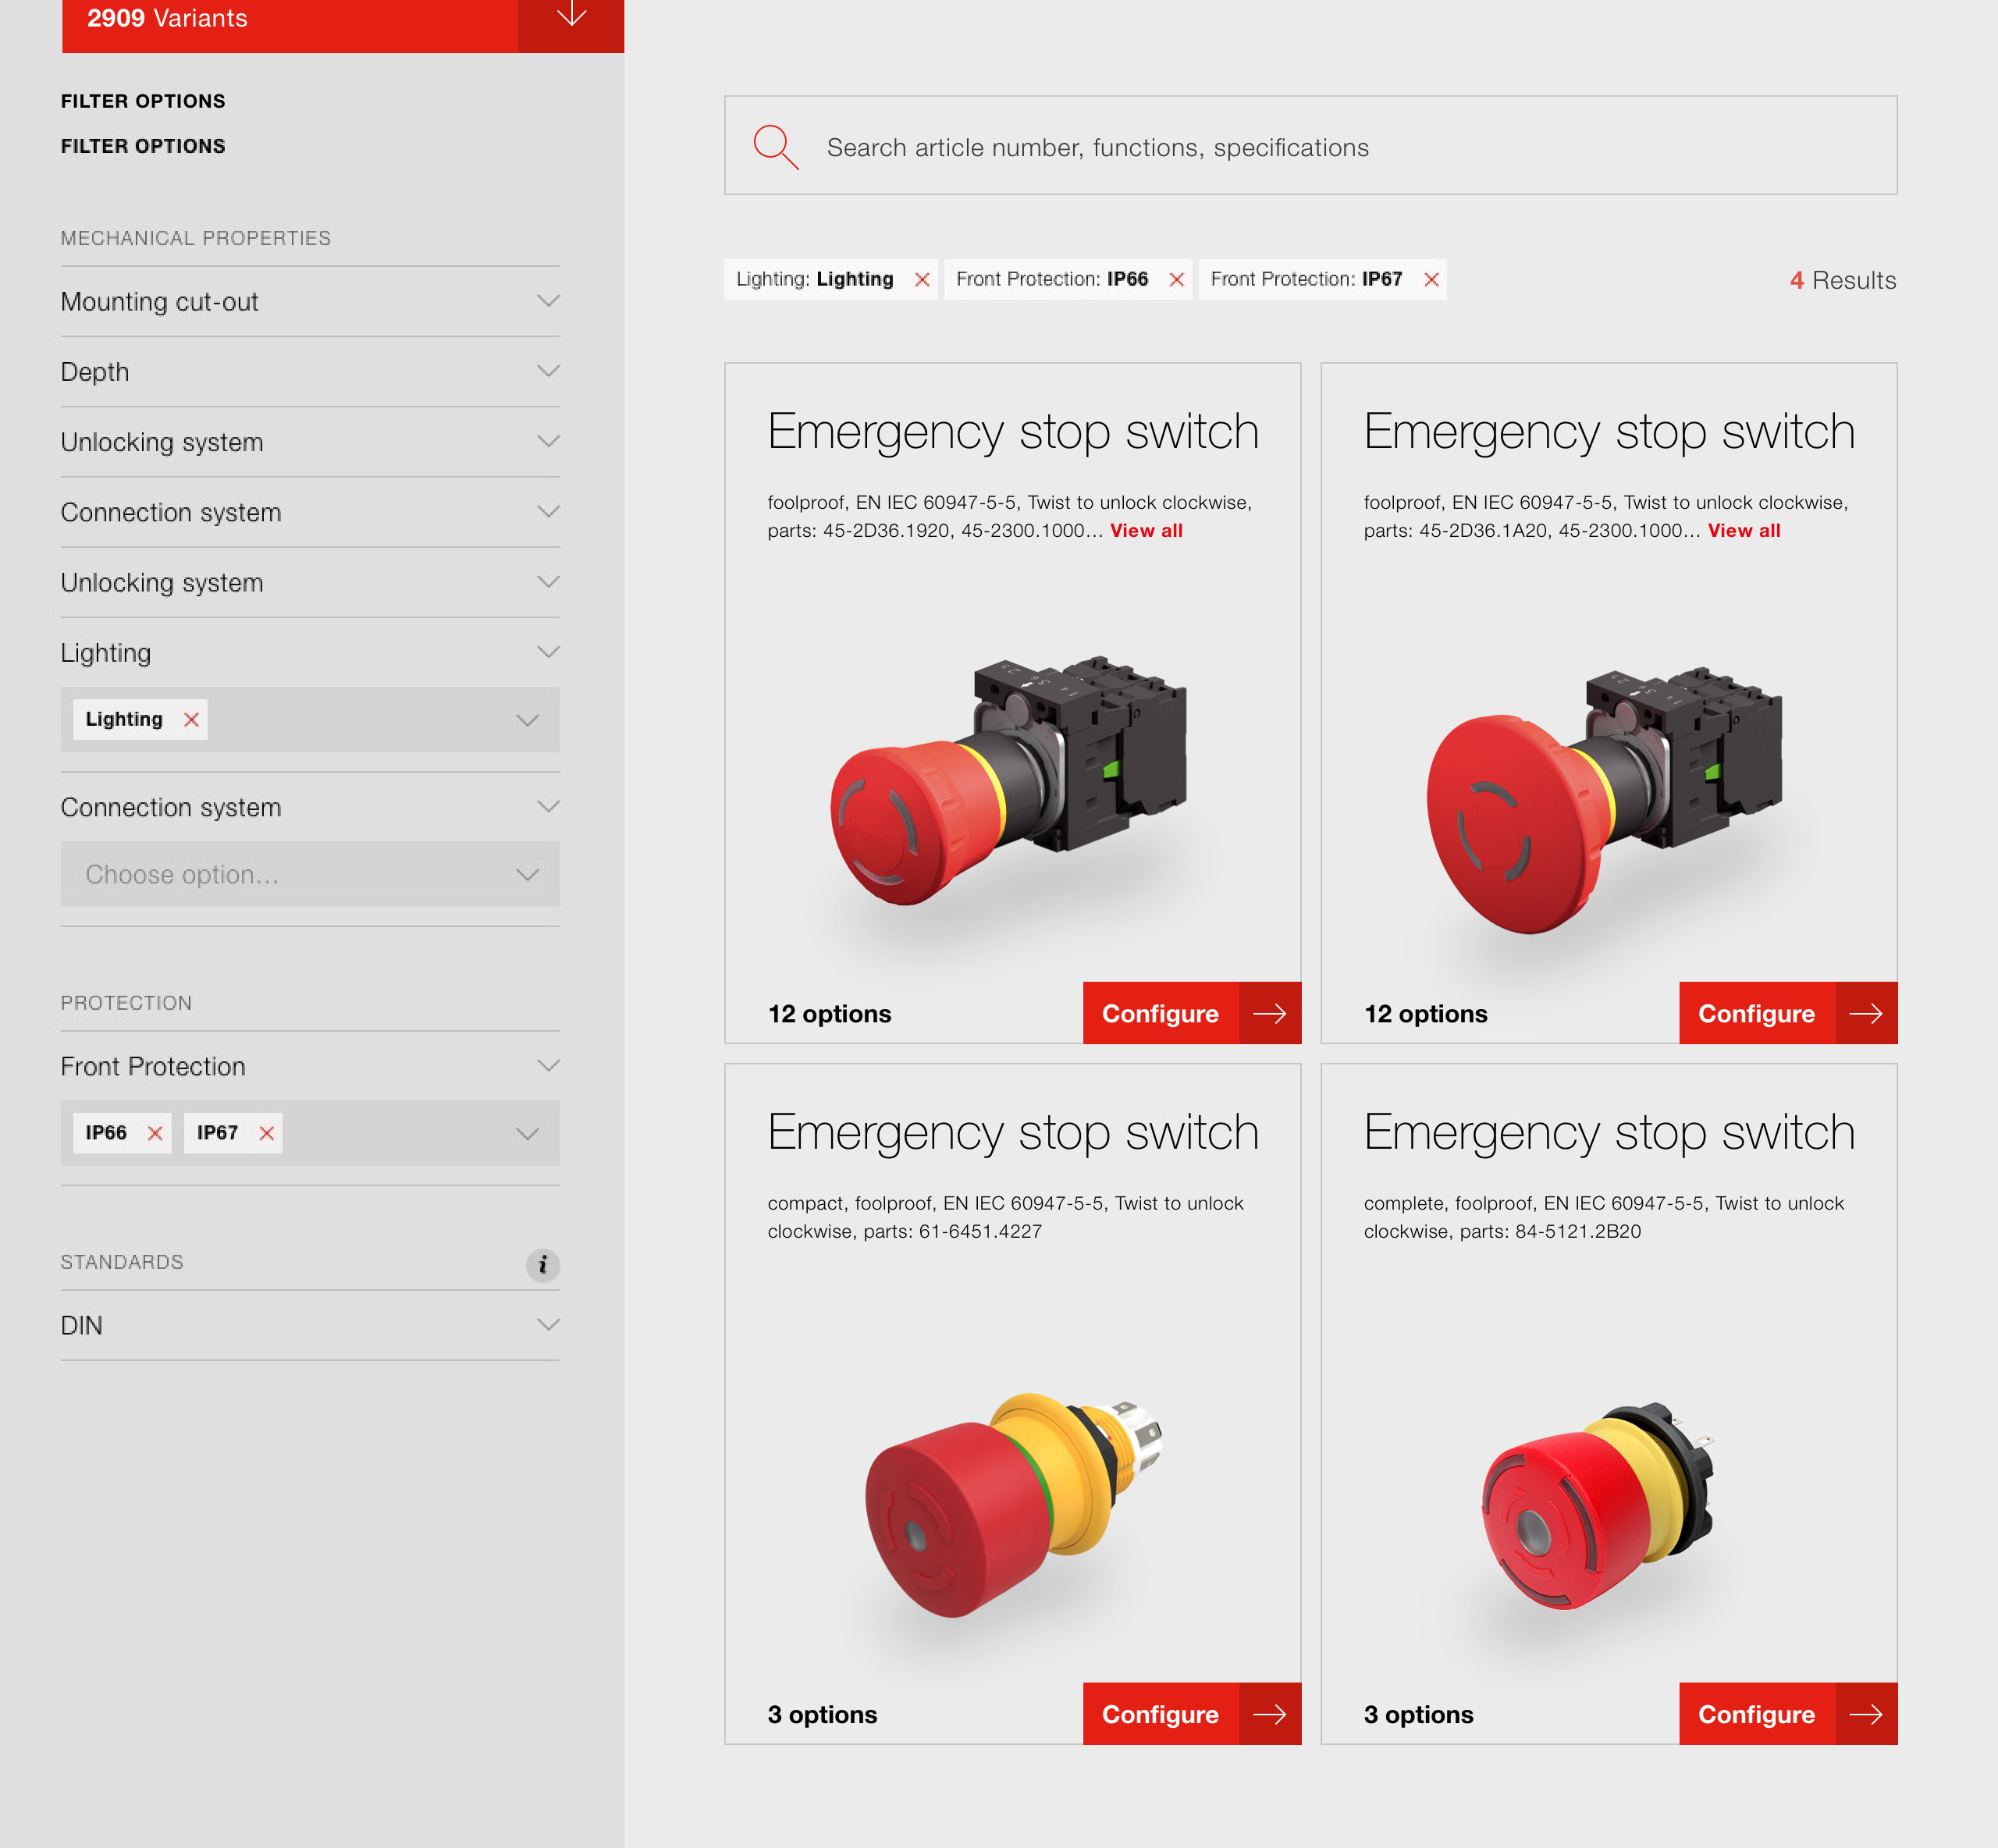 2909 Variants
FILTER OPTIONS
FILTER OPTIONS
MECHANICAL PROPERTIES
Mounting cut-out
Depth
Unlocking system
Connection system
Unlocking system
Lighting
Lighting
Connection system
Choose option...
PROTECTION
Front Protection
IP66 IP67
STANDARDS i
DIN
Search article number, functions, specifications
Lighting: Lighting Front Protection: IP66 Front Protection: IP67 4 Results
Emergency stop switch
foolproof, EN IEC 60947-5-5, Twist to unlock clockwise,
parts: 45-2D36.1920, 45-2300.1000... View all
12 options Configure
Emergency stop switch
foolproof, EN IEC 60947-5-5, Twist to unlock clockwise,
parts: 45-2D36.1A20, 45-2300.1000... View all
12 options Configure
Emergency stop switch
compact, foolproof, EN IEC 60947-5-5, Twist to unlock
clockwise, parts: 61-6451.4227
3 options Configure
Emergency stop switch
complete, foolproof, EN IEC 60947-5-5, Twist to unlock
clockwise, parts: 84-5121.2B20
3 options Configure